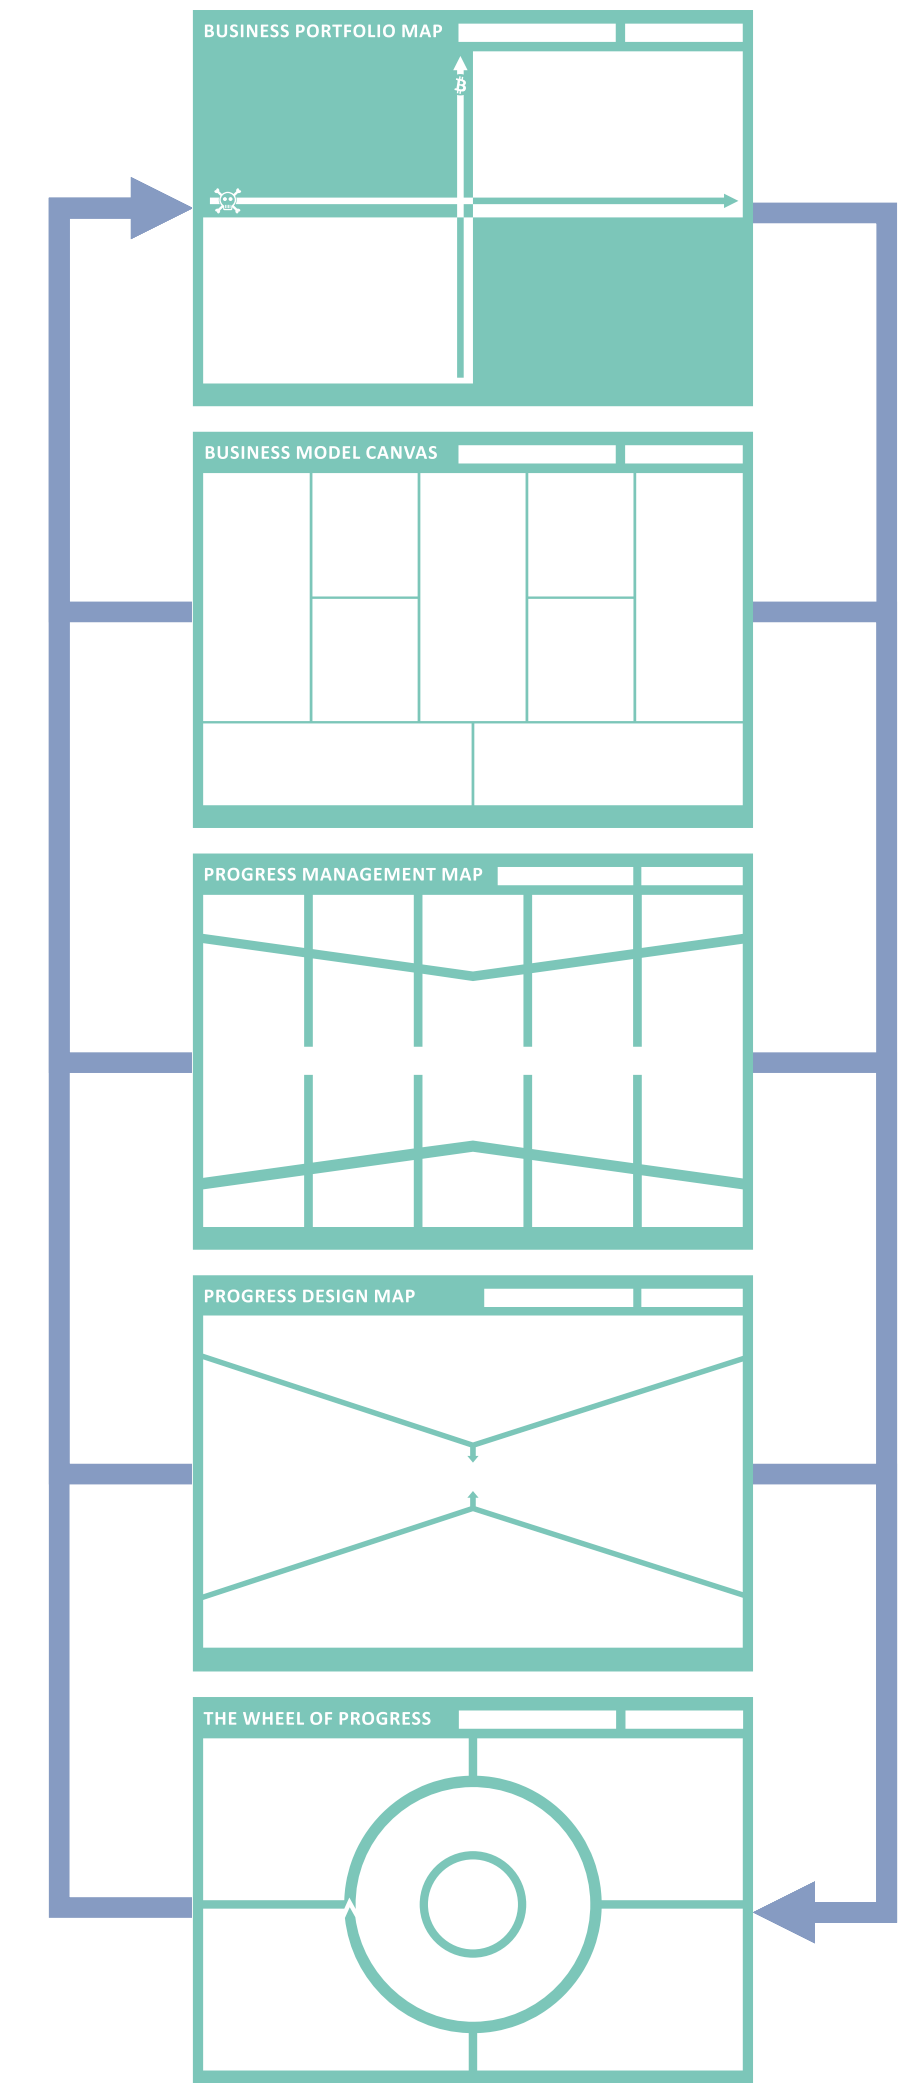 BUSINESS PORTFOLIO MAP
₿
BUSINESS MODEL CANVAS
PROGRESS MANAGEMENT MAP
PROGRESS DESIGN MAP
THE WHEEL OF PROGRESS